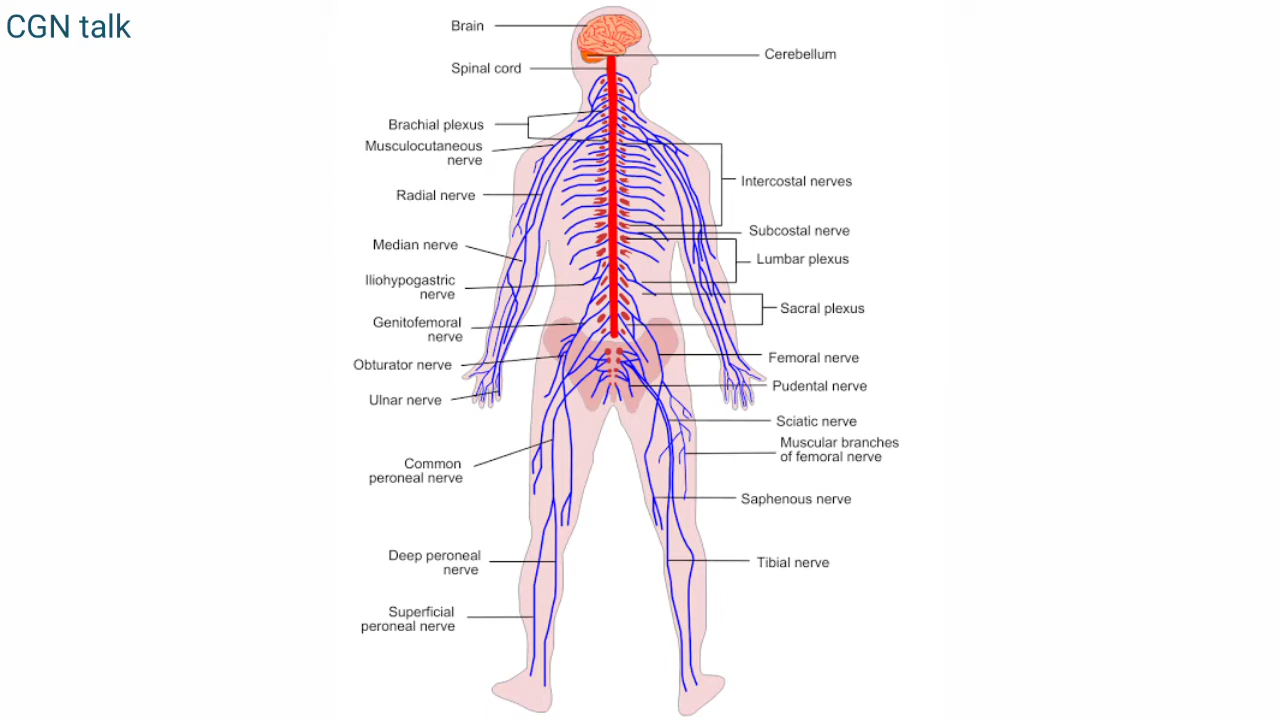 CGN talk
Brain
Cerebellum
Spinal cord
Brachial plexus
Musculocutaneous
nerve
Intercostal nerves
Radial nerve
Subcostal nerve
Median nerve
Lumbar plexus
Iliohypogastric
nerve
Sacral plexus
Genitofemoral
nerve
Femoral nerve
Obturator nerve
Pudental nerve
Ulnar nerve
Sciatic nerve
Muscular branches
of femoral nerve
Common
peroneal nerve
Saphenous nerve
Deep peroneal
nerve
Tibial nerve
Superficial
peroneal nerve